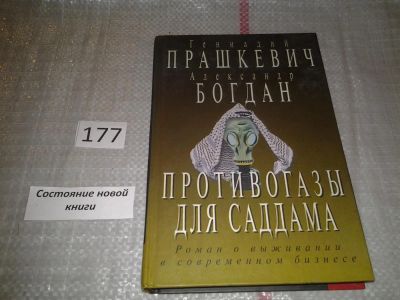 Геннадий
ПРАШКЕВИЧ
Александр
БОГДАН
177
Состояние новой
книги
ПРОТИВОГАЗЫ
ДЛЯ САДДАМА
Роман о выживании
в современном бизнесе